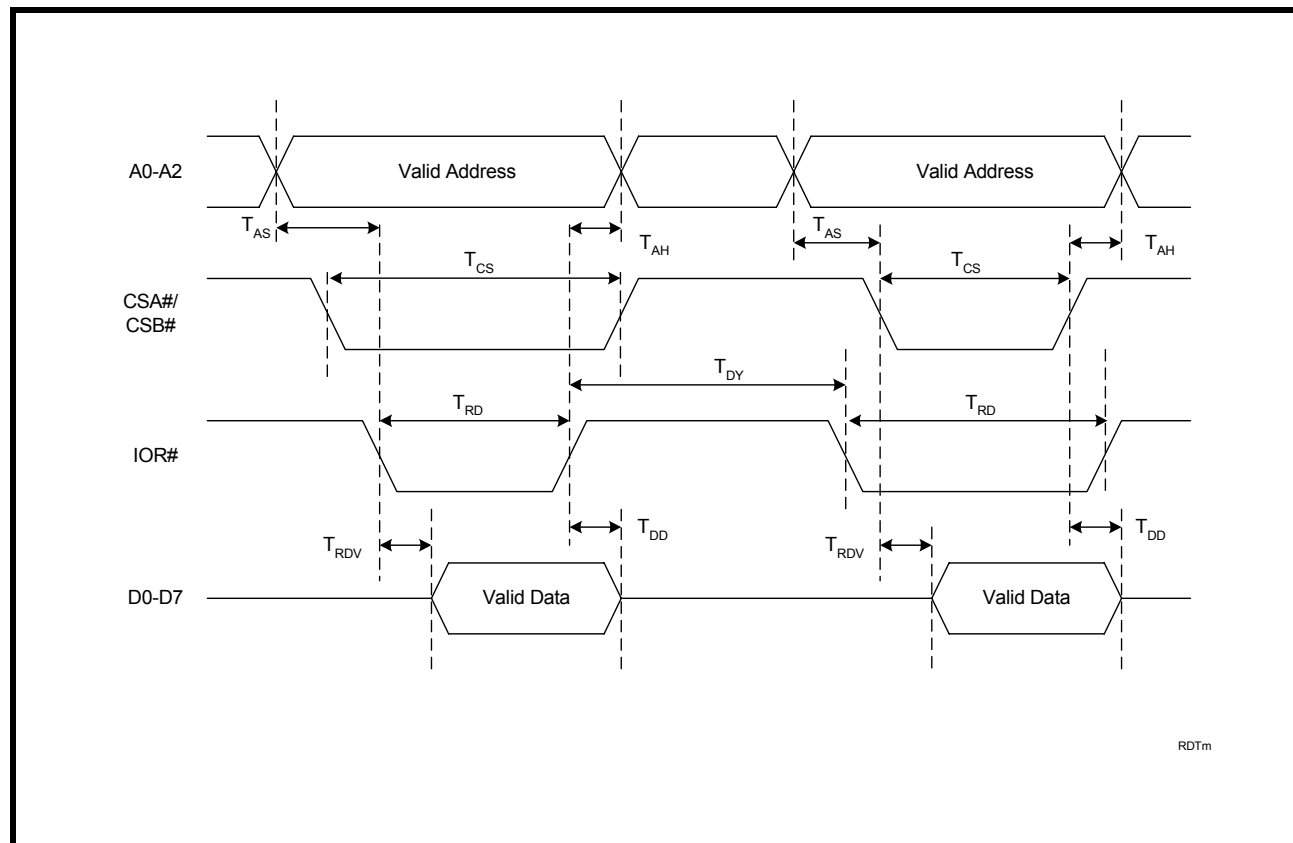 A0-A2
Valid Address
Valid Address
TAS
TAH
TAS
TAH
TCS
TCS
CSA#/
CSB#
TDY
TRD
TRD
IOR#
TRDV
TDD
TRDV
TDD
D0-D7
Valid Data
Valid Data
RDTm